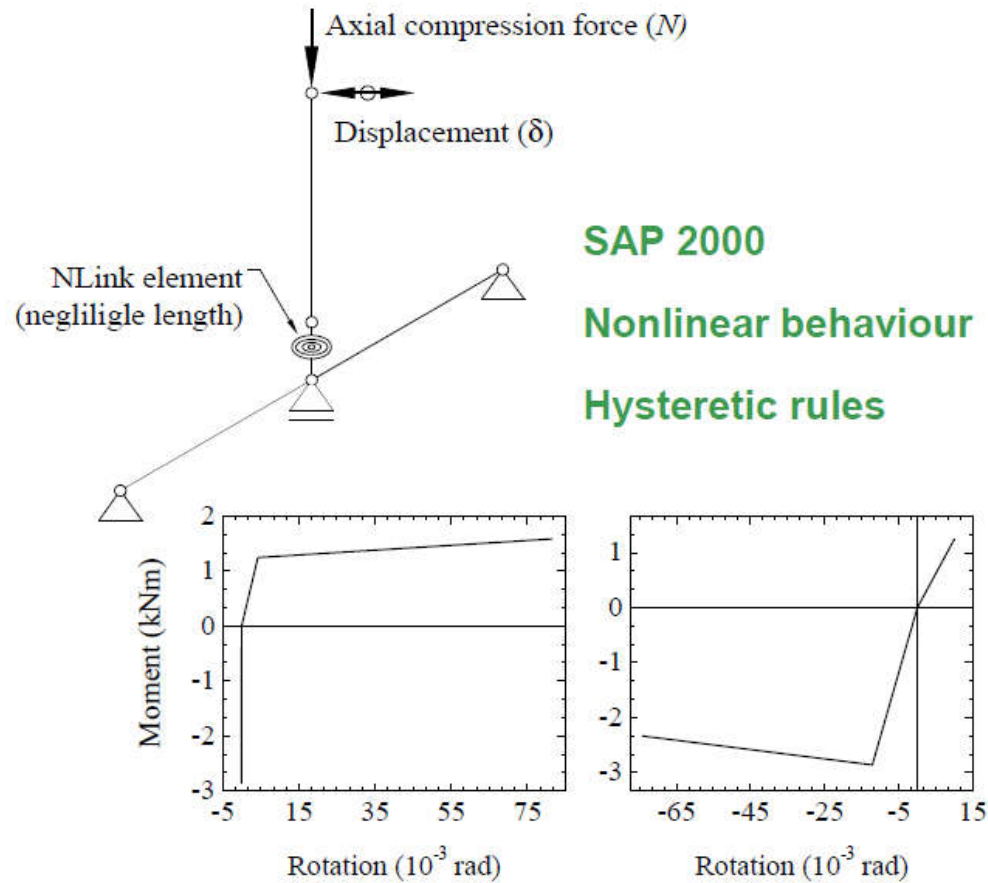 Axial compression force (N)
Displacement (δ)
NLink element
(negliligle length)
SAP 2000
Nonlinear behaviour
Hysteretic rules
Moment (kNm)
2
1
0
-1
-2
-3
-5 15 35 55 75
Rotation (10⁻³ rad)
1
0
-1
-2
-3
-65 -45 -25 -5 15
Rotation (10⁻³ rad)